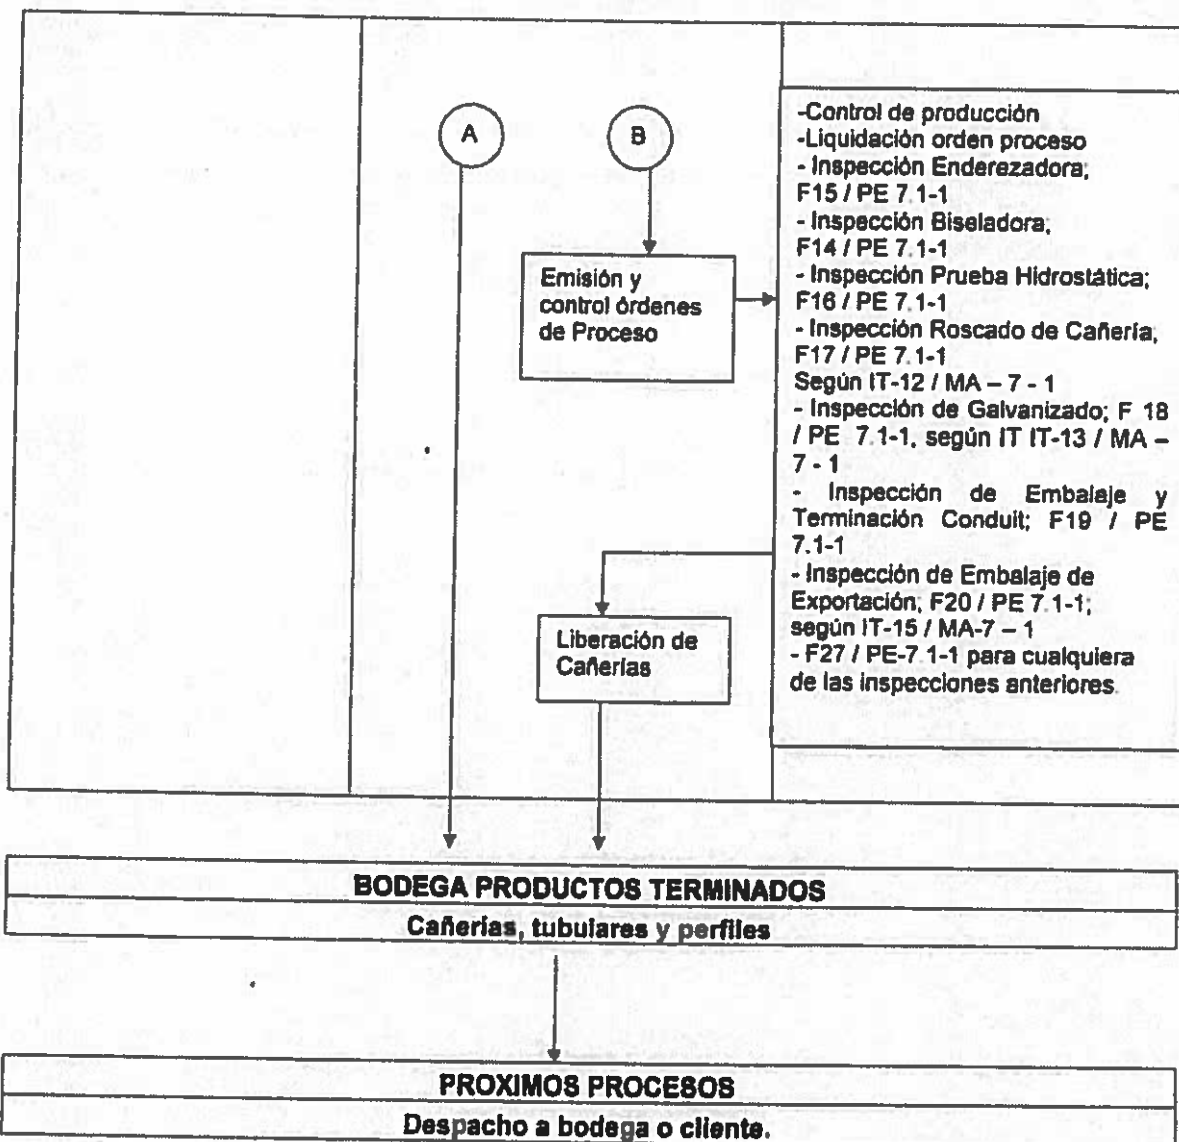 A
B
Emisión y
control órdenes
de Proceso
-Control de producción
-Liquidación orden proceso
- Inspección Enderezadora;
F15 / PE 7.1-1
- Inspección Biseladora;
F14 / PE 7.1-1
- Inspección Prueba Hidrostática;
F16 / PE 7.1-1
- Inspección Roscado de Cañería;
F17 / PE 7.1-1
Según IT-12 / MA – 7 - 1
- Inspección de Galvanizado; F 18
/ PE 7.1-1, según IT IT-13 / MA –
7 - 1
- Inspección de Embalaje y
Terminación Conduit; F19 / PE
7.1-1
- Inspección de Embalaje de
Exportación; F20 / PE 7.1-1;
según IT-15 / MA-7 – 1
- F27 / PE-7.1-1 para cualquiera
de las inspecciones anteriores.
Liberación de
Cañerías
BODEGA PRODUCTOS TERMINADOS
Cañerias, tubulares y perfiles
PROXIMOS PROCESOS
Despacho a bodega o cliente.